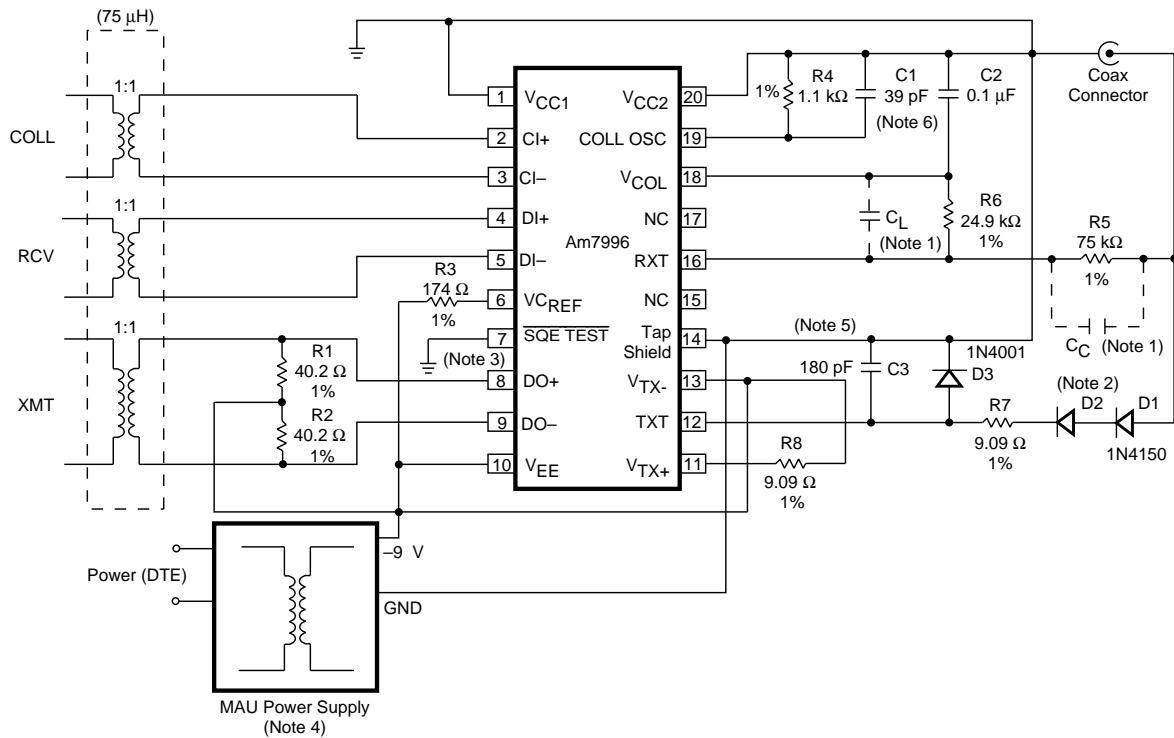 (75 μH)
1:1
COLL
1:1
RCV
1:1
XMT
R1
40.2 Ω
1%
R2
40.2 Ω
1%
R3
174 Ω
1%
(Note 3)
1 VCC1
2 CI+
3 CI–
4 DI+
5 DI–
6 VCREF
7 SQE TEST
8 DO+
9 DO–
10 VEE
Am7996
VCC2 20
COLL OSC 19
VCOL 18
NC 17
RXT 16
NC 15
Tap Shield 14
VTX- 13
TXT 12
VTX+ 11
R4
1%
1.1 kΩ
C1
39 pF
(Note 6)
C2
0.1 μF
Coax
Connector
CL
(Note 1)
R6
24.9 kΩ
1%
R5
75 kΩ
1%
CC (Note 1)
(Note 5)
180 pF C3
1N4001
D3
(Note 2)
D2
D1
1N4150
R7
9.09 Ω
1%
R8
9.09 Ω
1%
–9 V
GND
Power (DTE)
MAU Power Supply
(Note 4)